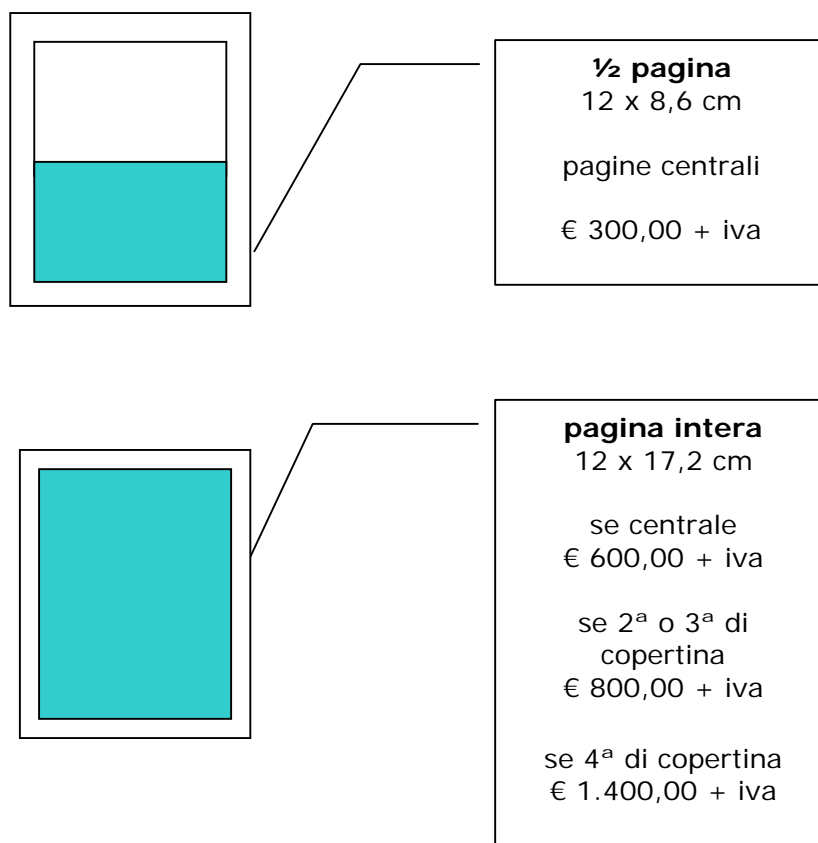 ½ pagina
12 x 8,6 cm
pagine centrali
€ 300,00 + iva
pagina intera
12 x 17,2 cm
se centrale
€ 600,00 + iva
se 2ª o 3ª di
copertina
€ 800,00 + iva
se 4ª di copertina
€ 1.400,00 + iva